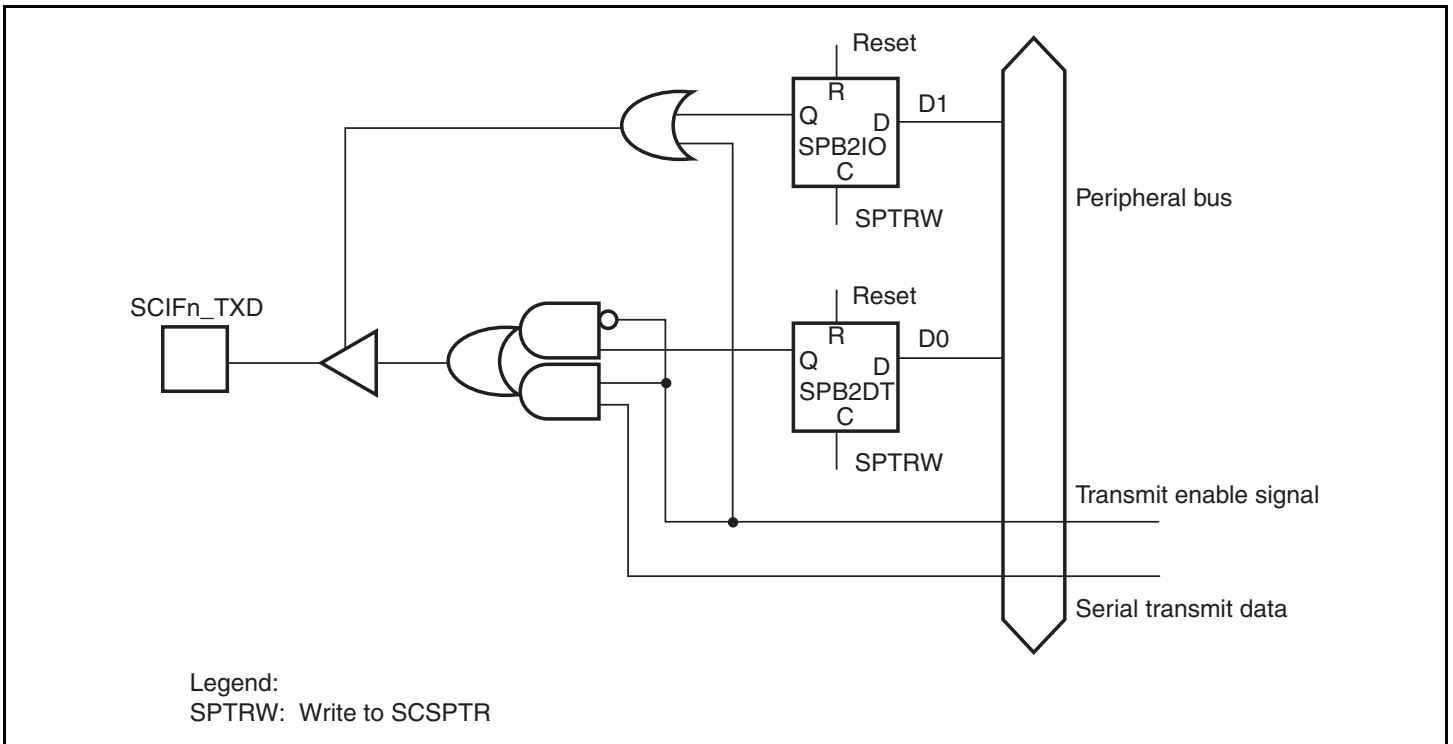 Reset
R
D1
Q
D
SPB2IO
C
Peripheral bus
SPTRW
Reset
SCIFn_TXD
R
D0
Q
D
SPB2DT
C
SPTRW
Transmit enable signal
Serial transmit data
Legend:
SPTRW: Write to SCSPTR